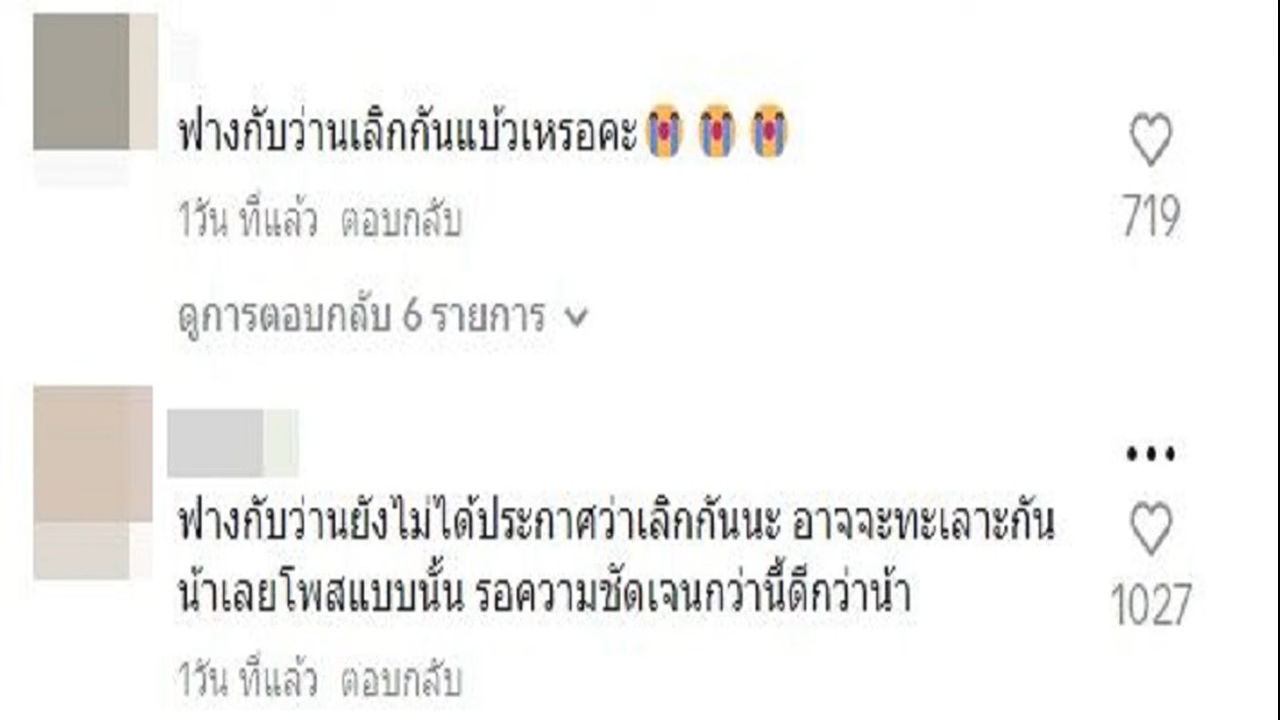 ฟางกับว่านเลิกกันแบ้วเหรอคะ😭😭😭
719
1วัน ที่แล้ว ตอบกลับ
ดูการตอบกลับ 6 รายการ
ฟางกับว่านยังไม่ได้ประกาศว่าเลิกกันนะ อาจจะทะเลาะกัน
น้าเลยโพสแบบนั้น รอความชัดเจนกว่านี้ดีกว่าน้า
1027
1วัน ที่แล้ว ตอบกลับ